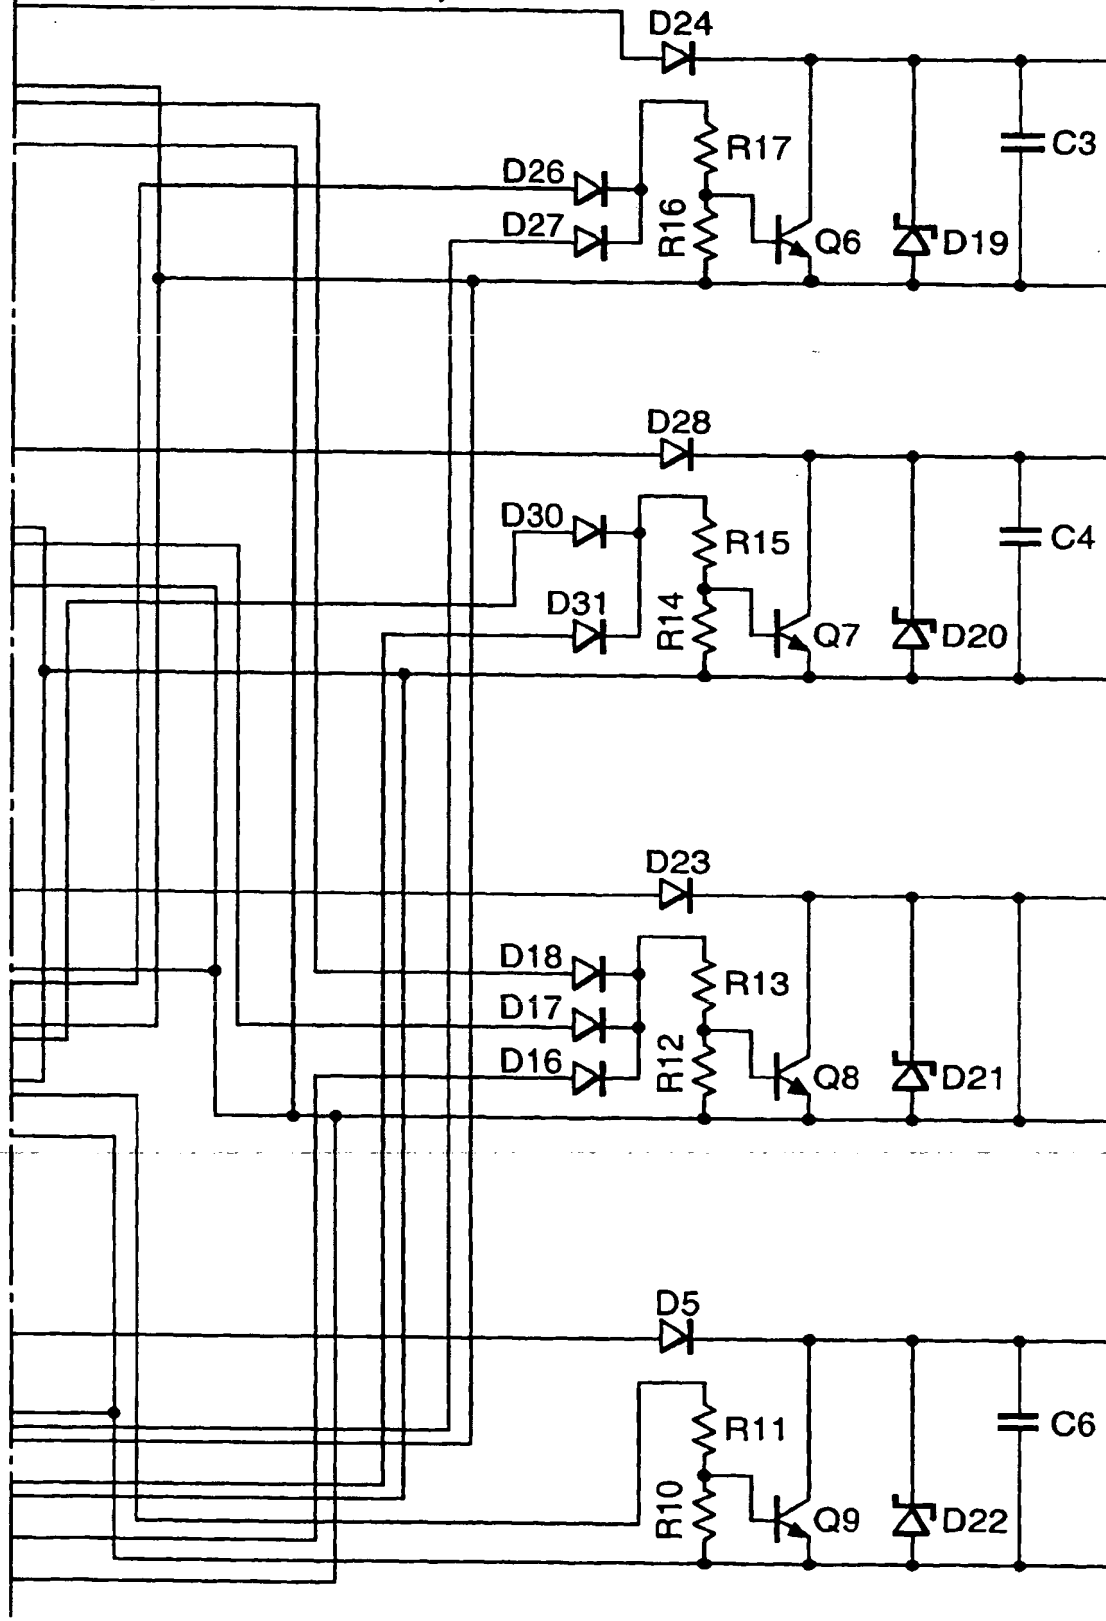 D24
R17
C3
D26
R16
D27
Q6
D19
D28
D30
R15
C4
D31
R14
Q7
D20
D23
D18
R13
D17
D16
R12
Q8
D21
D5
R11
C6
R10
Q9
D22